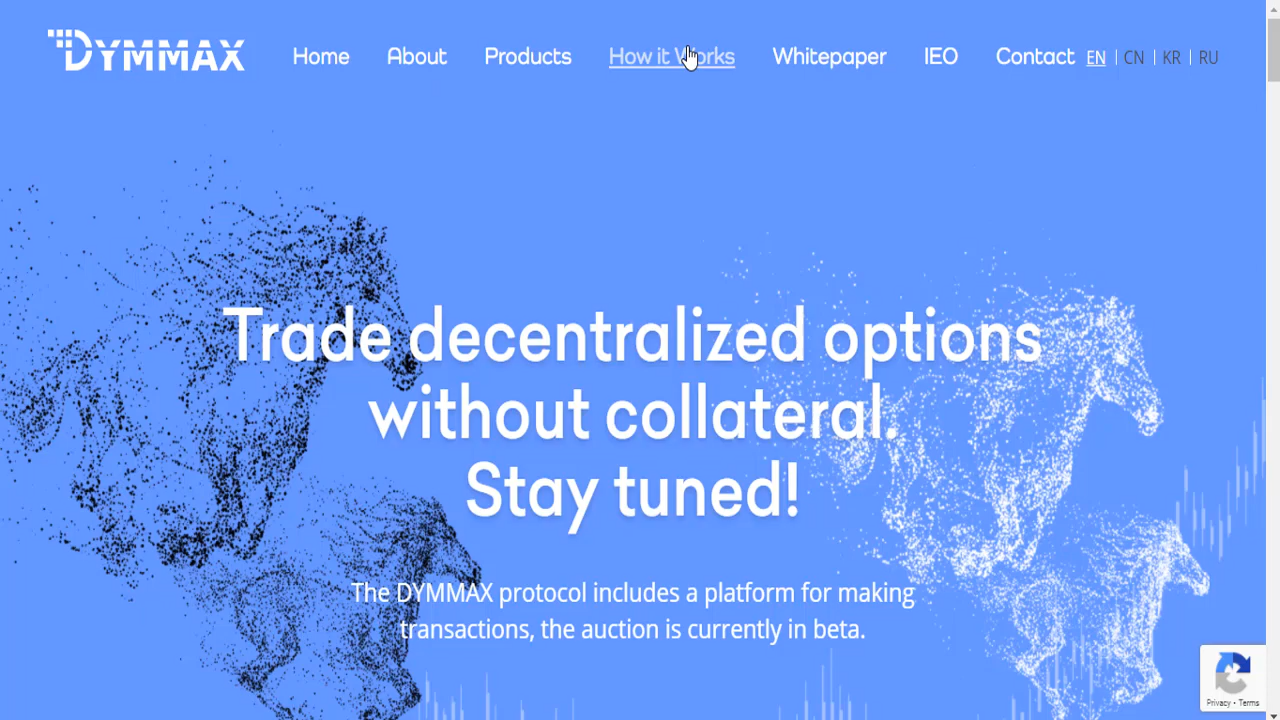 DYMMAX Home About Products How it Works Whitepaper IEO Contact EN | CN | KR | RU
Trade decentralized options
without collateral.
Stay tuned!
The DYMMAX protocol includes a platform for making
transactions, the auction is currently in beta.
Privacy - Terms